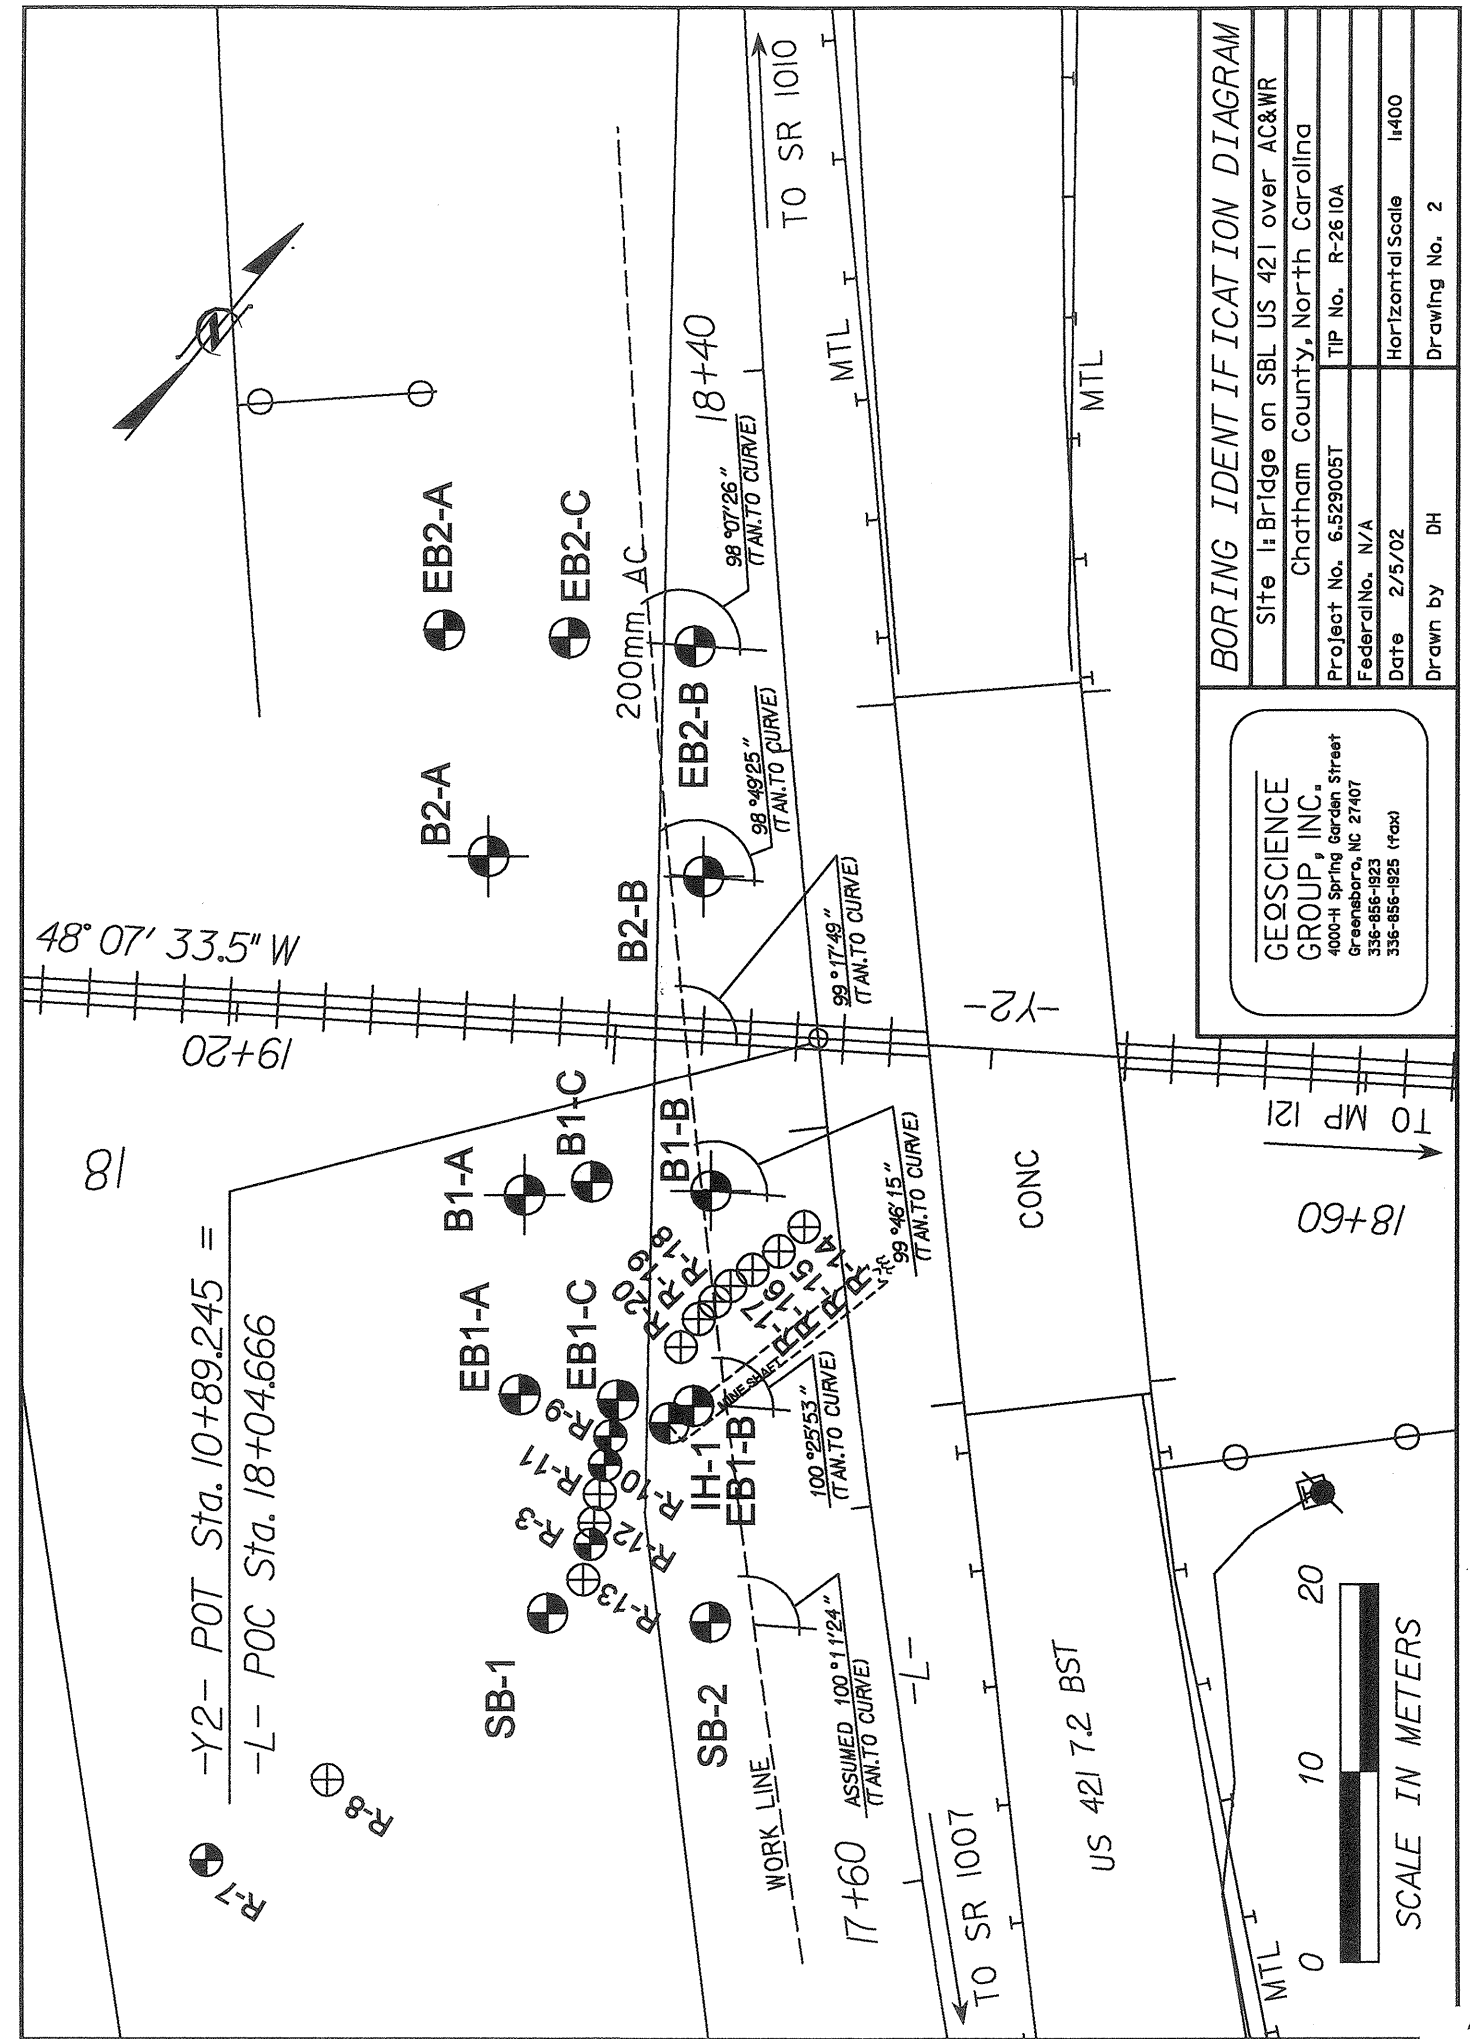 48° 07' 33.5" W
19+20
18
-Y2- POT Sta. 10+89.245 =
-L- POC Sta. 18+04.666
R-7
R-8
SB-1
SB-2
EB1-A
EB1-C
B1-A
B1-C
B1-B
B2-A
B2-B
EB2-A
EB2-C
EB2-B
R-9
R-11
R-10
R-3
R-12
R-13
IH-1
EB1-B
R-20
R-19
R-18
R-17
R-16
R-15
R-14
MINE SHAFT
200mm AC
18+40
TO SR 1010
98°07'26"
(TAN. TO CURVE)
98°49'25"
(TAN. TO CURVE)
99°17'49"
(TAN. TO CURVE)
99°46'15"
(TAN. TO CURVE)
100°25'53"
(TAN. TO CURVE)
ASSUMED 100°11'24"
(TAN. TO CURVE)
WORK LINE
17+60
-L-
TO SR 1007
MTL
MTL
MTL
-Y2-
CONC
US 421 7.2 BST
TO MP 121
18+60
0 10 20
SCALE IN METERS
GEOSCIENCE
GROUP, INC.
4000-H Spring Garden Street
Greensboro, NC 27407
336-856-1923
336-856-1925 (fax)
BORING IDENTIFICATION DIAGRAM
Site 1: Bridge on SBL US 421 over AC&WR
Chatham County, North Carolina
Project No. 6.529005T TIP No. R-2610A
Federal No. N/A
Date 2/5/02 Horizontal Scale 1:400
Drawn by DH Drawing No. 2